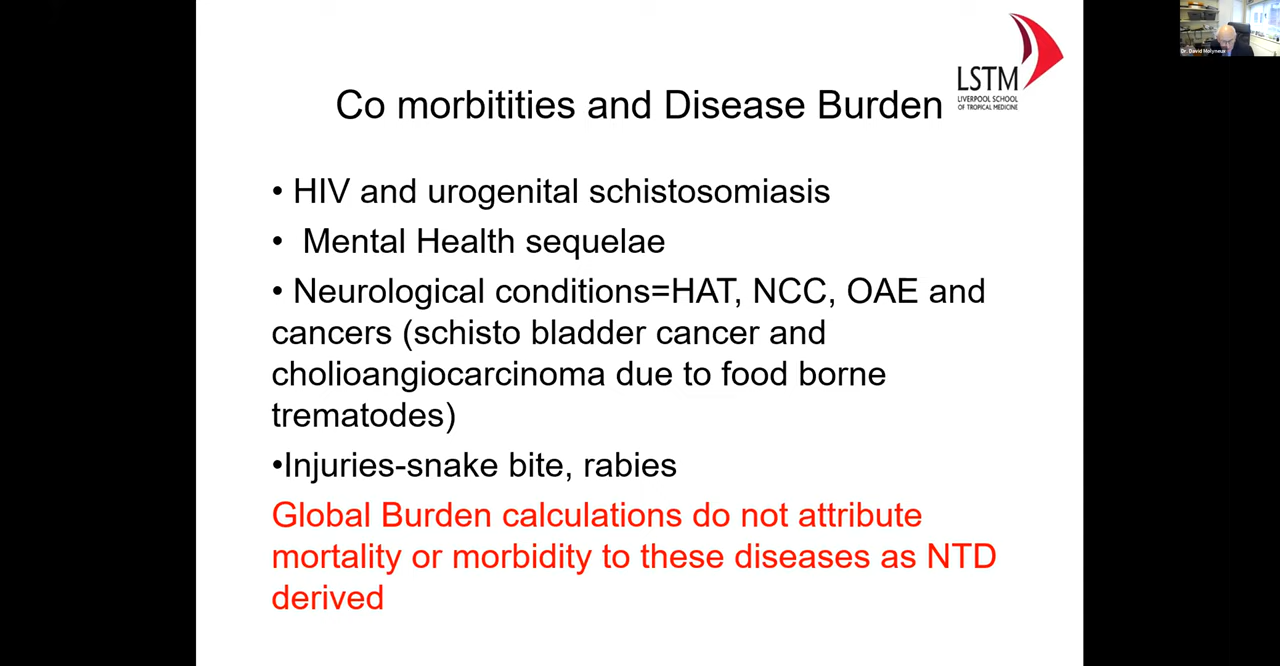 Dr. David Molyneux
LSTM
LIVERPOOL SCHOOL
OF TROPICAL MEDICINE
Co morbitities and Disease Burden
• HIV and urogenital schistosomiasis
• Mental Health sequelae
• Neurological conditions=HAT, NCC, OAE and
cancers (schisto bladder cancer and
cholioangiocarcinoma due to food borne
trematodes)
•Injuries-snake bite, rabies
Global Burden calculations do not attribute
mortality or morbidity to these diseases as NTD
derived